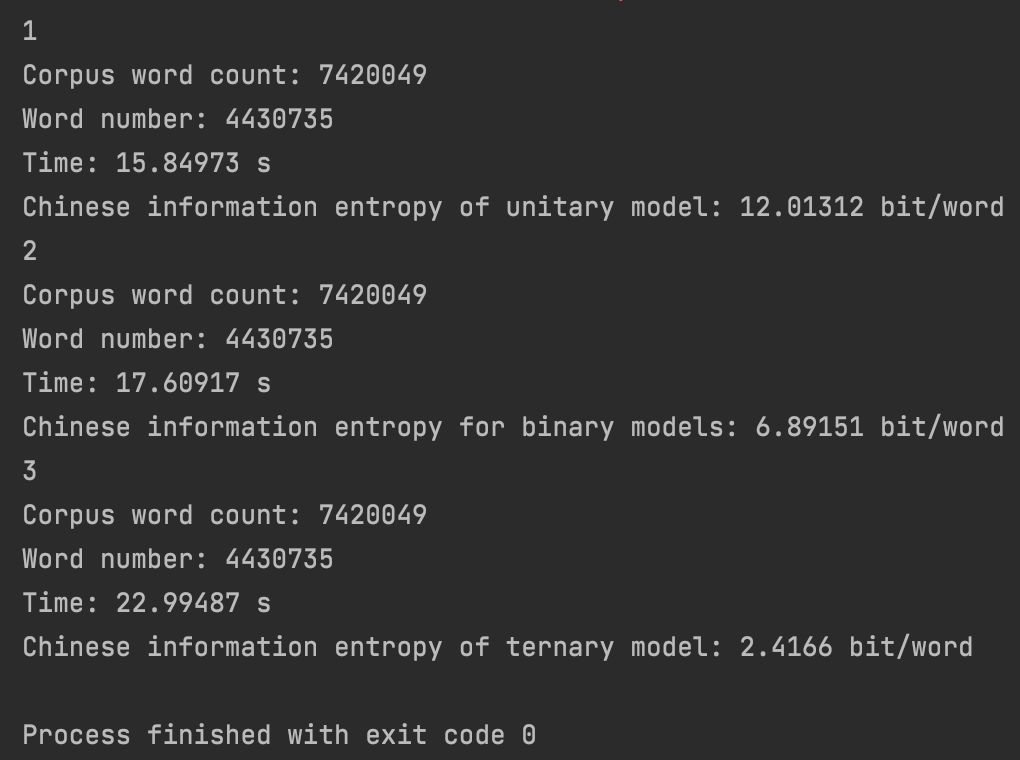 1
Corpus word count: 7420049
Word number: 4430735
Time: 15.84973 s
Chinese information entropy of unitary model: 12.01312 bit/word
2
Corpus word count: 7420049
Word number: 4430735
Time: 17.60917 s
Chinese information entropy for binary models: 6.89151 bit/word
3
Corpus word count: 7420049
Word number: 4430735
Time: 22.99487 s
Chinese information entropy of ternary model: 2.4166 bit/word
Process finished with exit code 0